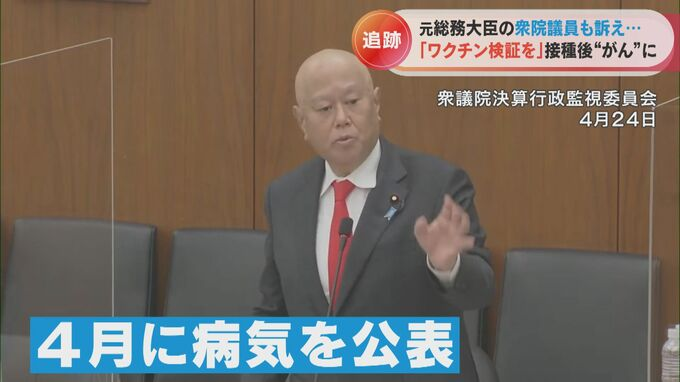 追跡
元総務大臣の衆院議員も訴え…
「ワクチン検証を」接種後“がん”に
衆議院決算行政監視委員会
4月24日
4月に病気を公表